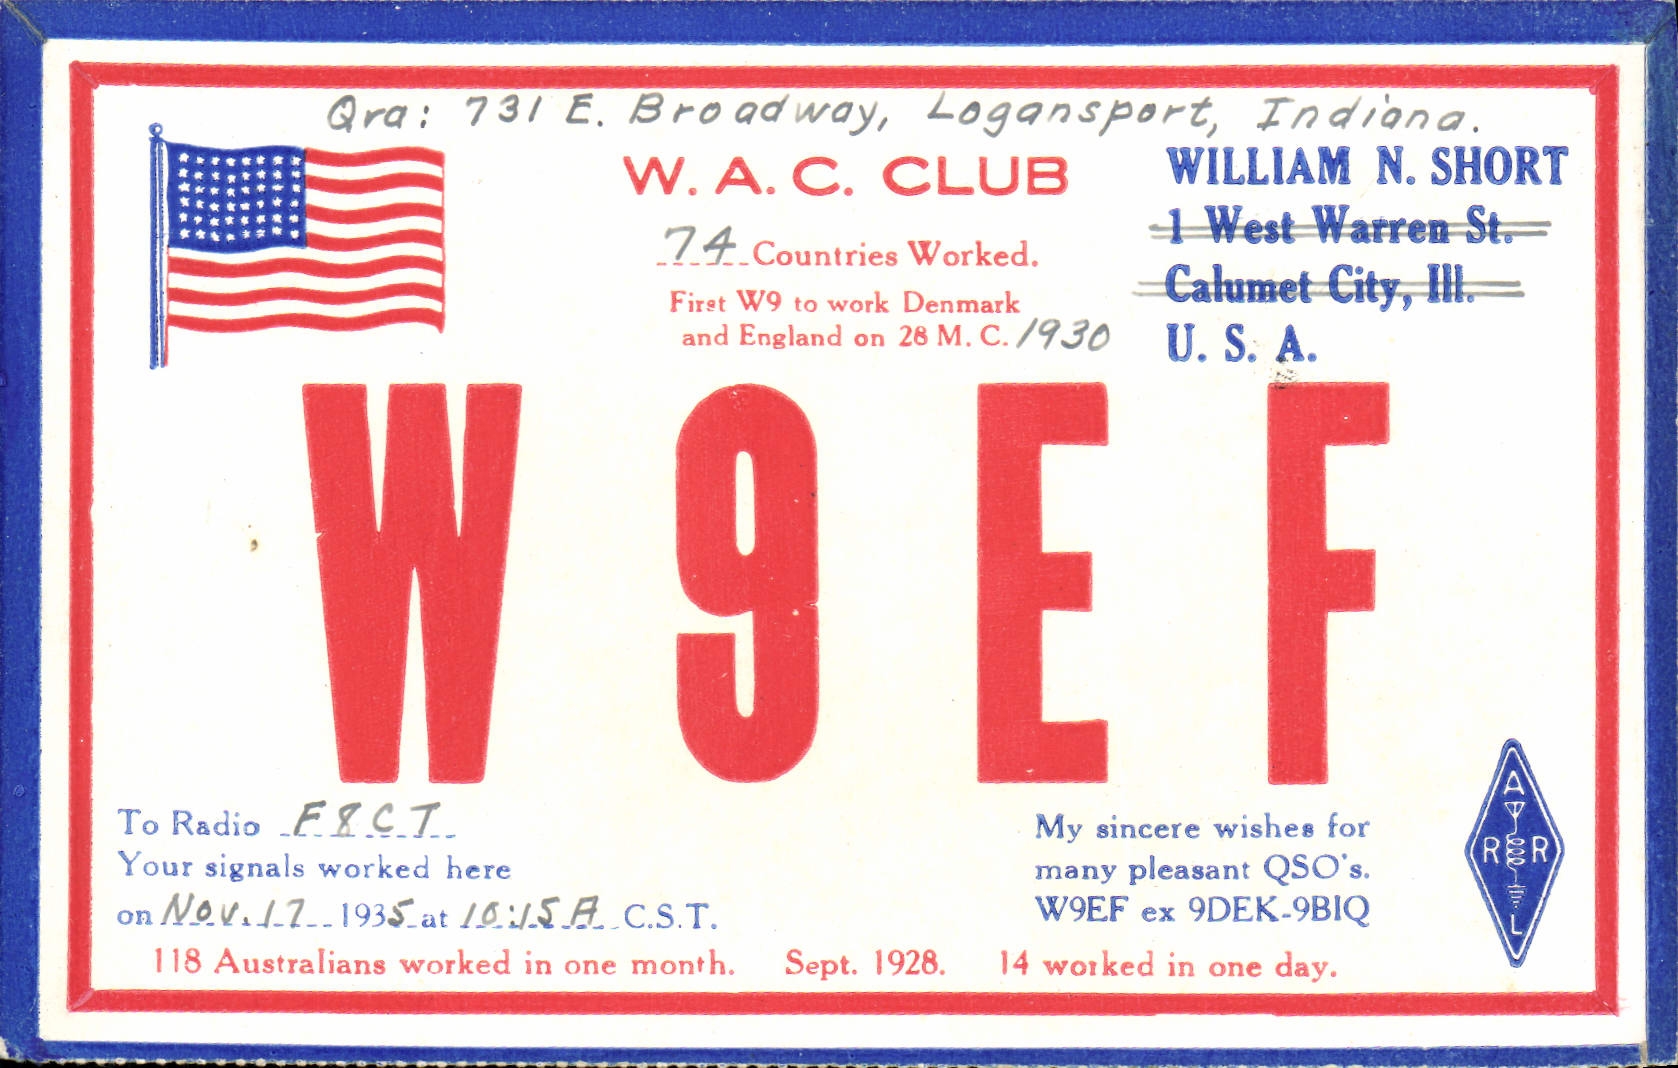 Qra: 731 E. Broadway, Logansport, Indiana.
W. A. C. CLUB
74 Countries Worked.
First W9 to work Denmark
and England on 28 M. C. 1930
WILLIAM N. SHORT
1 West Warren St.
Calumet City, Ill.
U. S. A.
W 9 E F
To Radio F8CT
Your signals worked here
on Nov. 17 1935 at 10:15 A C.S.T.
My sincere wishes for
many pleasant QSO's.
W9EF ex 9DEK-9BIQ
A
R R
L
118 Australians worked in one month. Sept. 1928. 14 worked in one day.